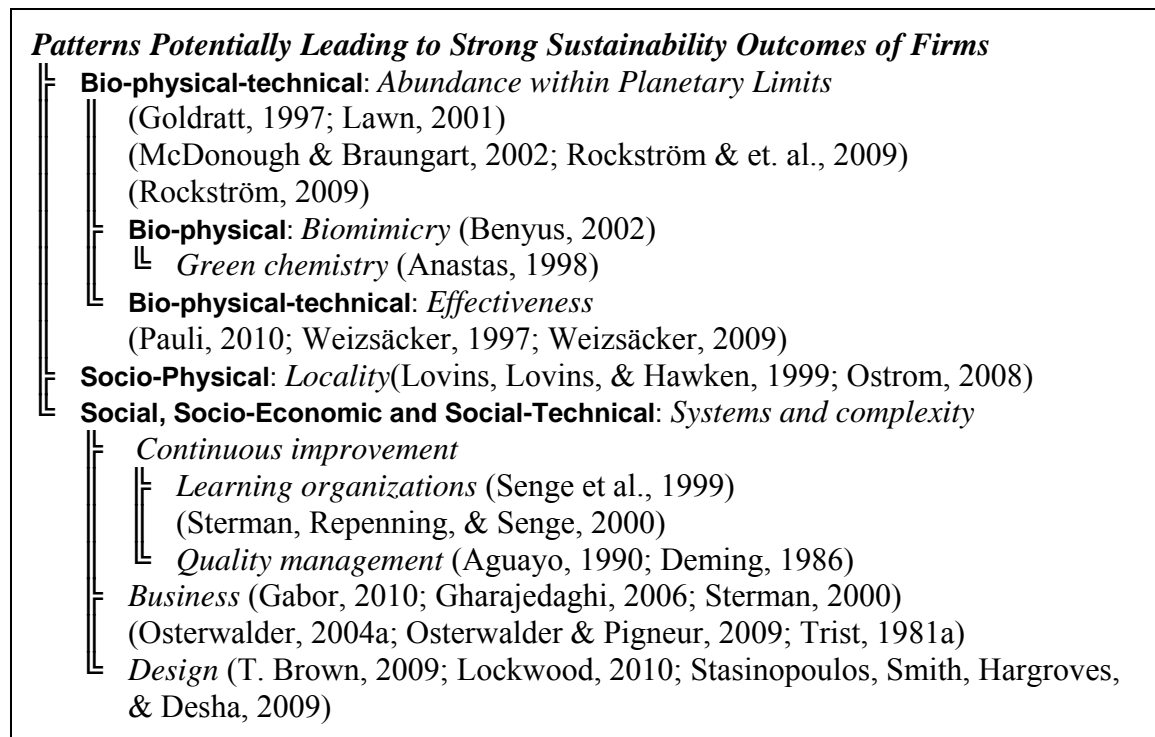 Patterns Potentially Leading to Strong Sustainability Outcomes of Firms
Bio-physical-technical: Abundance within Planetary Limits
(Goldratt, 1997; Lawn, 2001)
(McDonough & Braungart, 2002; Rockström & et. al., 2009)
(Rockström, 2009)
Bio-physical: Biomimicry (Benyus, 2002)
Green chemistry (Anastas, 1998)
Bio-physical-technical: Effectiveness
(Pauli, 2010; Weizsäcker, 1997; Weizsäcker, 2009)
Socio-Physical: Locality(Lovins, Lovins, & Hawken, 1999; Ostrom, 2008)
Social, Socio-Economic and Social-Technical: Systems and complexity
Continuous improvement
Learning organizations (Senge et al., 1999)
(Sterman, Repenning, & Senge, 2000)
Quality management (Aguayo, 1990; Deming, 1986)
Business (Gabor, 2010; Gharajedaghi, 2006; Sterman, 2000)
(Osterwalder, 2004a; Osterwalder & Pigneur, 2009; Trist, 1981a)
Design (T. Brown, 2009; Lockwood, 2010; Stasinopoulos, Smith, Hargroves,
& Desha, 2009)